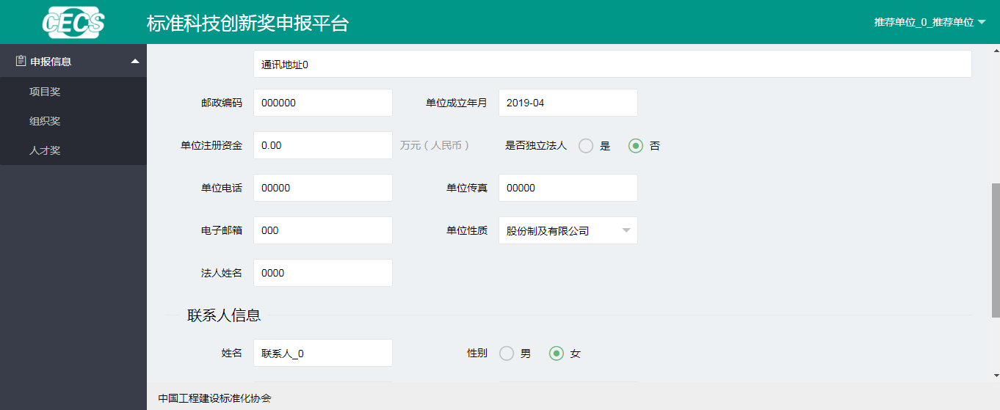 CECS 标准科技创新奖申报平台 推荐单位_0_推荐单位
申报信息
项目奖
组织奖
人才奖
通讯地址0
邮政编码 000000 单位成立年月 2019-04
单位注册资金 0.00 万元（人民币） 是否独立法人 是 否
单位电话 00000 单位传真 00000
电子邮箱 000 单位性质 股份制及有限公司
法人姓名 0000
联系人信息
姓名 联系人_0 性别 男 女
中国工程建设标准化协会